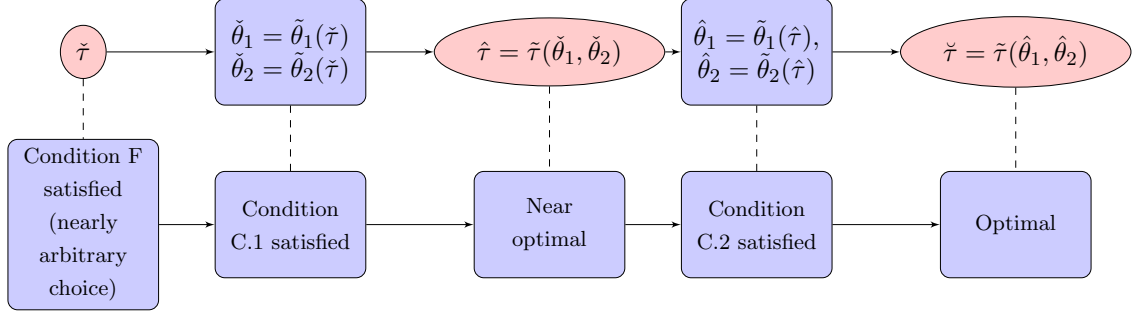 τ̌
θ̌₁ = θ̃₁(τ̌)
θ̌₂ = θ̃₂(τ̌)
τ̂ = τ̃(θ̌₁, θ̌₂)
θ̂₁ = θ̃₁(τ̂),
θ̂₂ = θ̃₂(τ̂)
τ̆ = τ̃(θ̂₁, θ̂₂)
Condition F
satisfied
(nearly
arbitrary
choice)
Condition
C.1 satisfied
Near
optimal
Condition
C.2 satisfied
Optimal